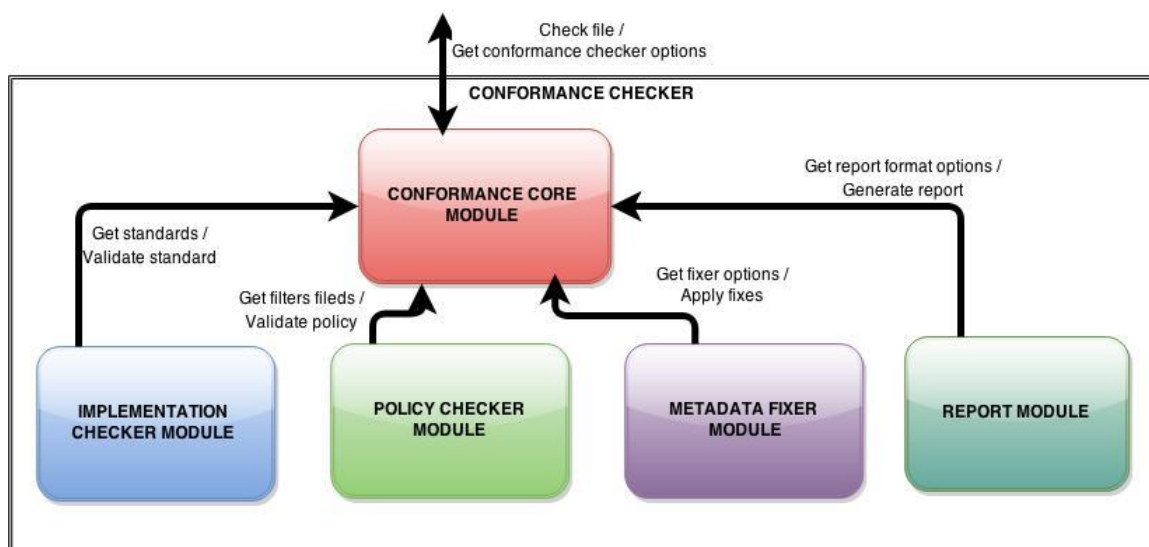 Check file /
Get conformance checker options
CONFORMANCE CHECKER
CONFORMANCE CORE
MODULE
Get report format options /
Generate report
Get standards /
Validate standard
Get filters fileds /
Validate policy
Get fixer options /
Apply fixes
IMPLEMENTATION
CHECKER MODULE
POLICY CHECKER
MODULE
METADATA FIXER
MODULE
REPORT MODULE